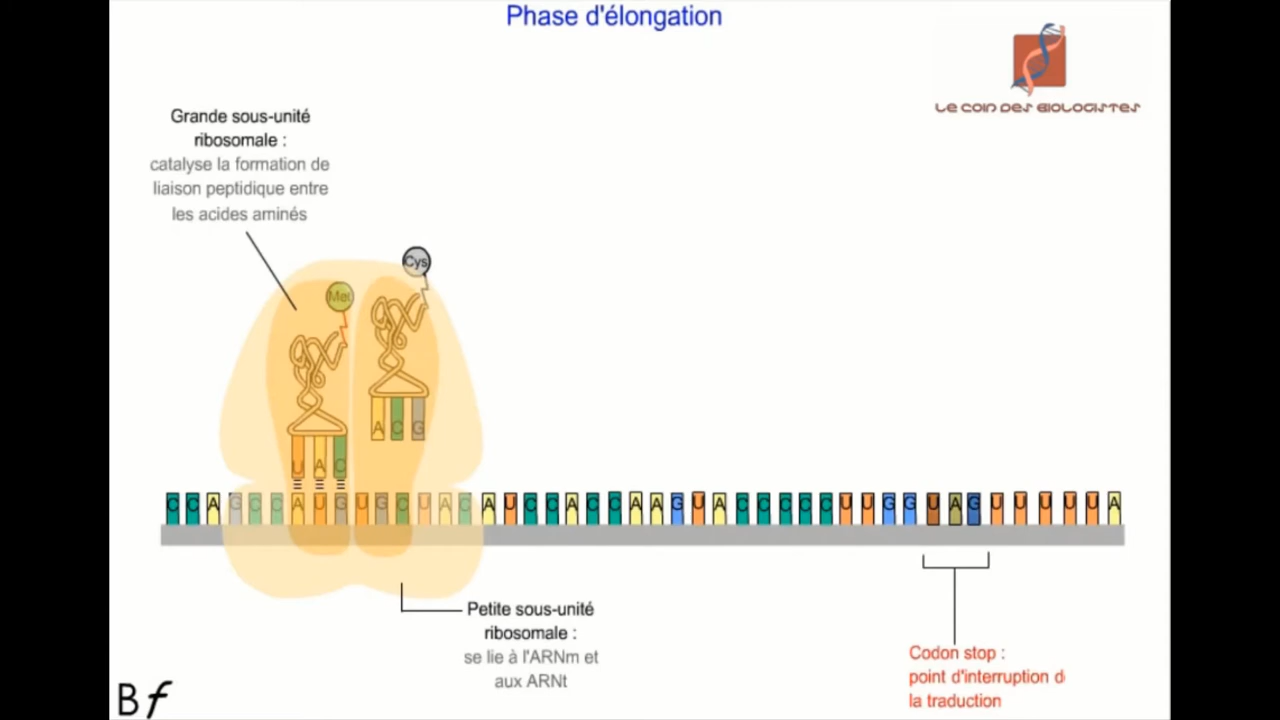 Phase d'élongation
LE COIN DES BIOLOGISTES
Grande sous-unité
ribosomale :
catalyse la formation de
liaison peptidique entre
les acides aminés
Cys
Met
A C G
U A C
C C A G C C A U G U G C U A C A U C C A C C A A G U A C C C C C U U G G U A G U U U U U A
Petite sous-unité
ribosomale :
se lie à l'ARNm et
aux ARNt
Codon stop :
point d'interruption d
la traduction
Bf